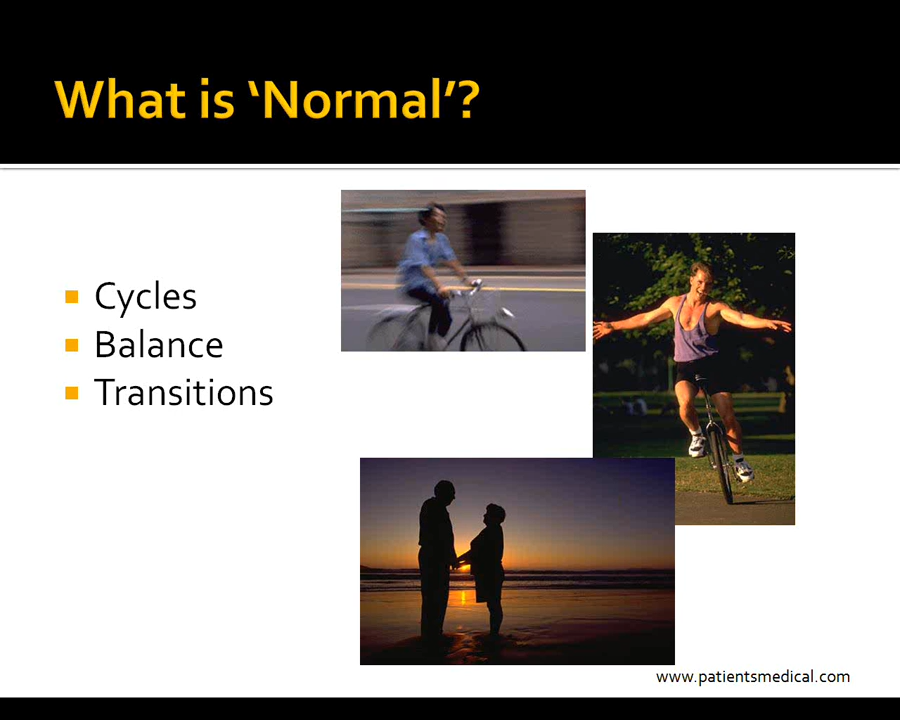 What is ‘Normal’?
Cycles
Balance
Transitions
www.patientsmedical.com